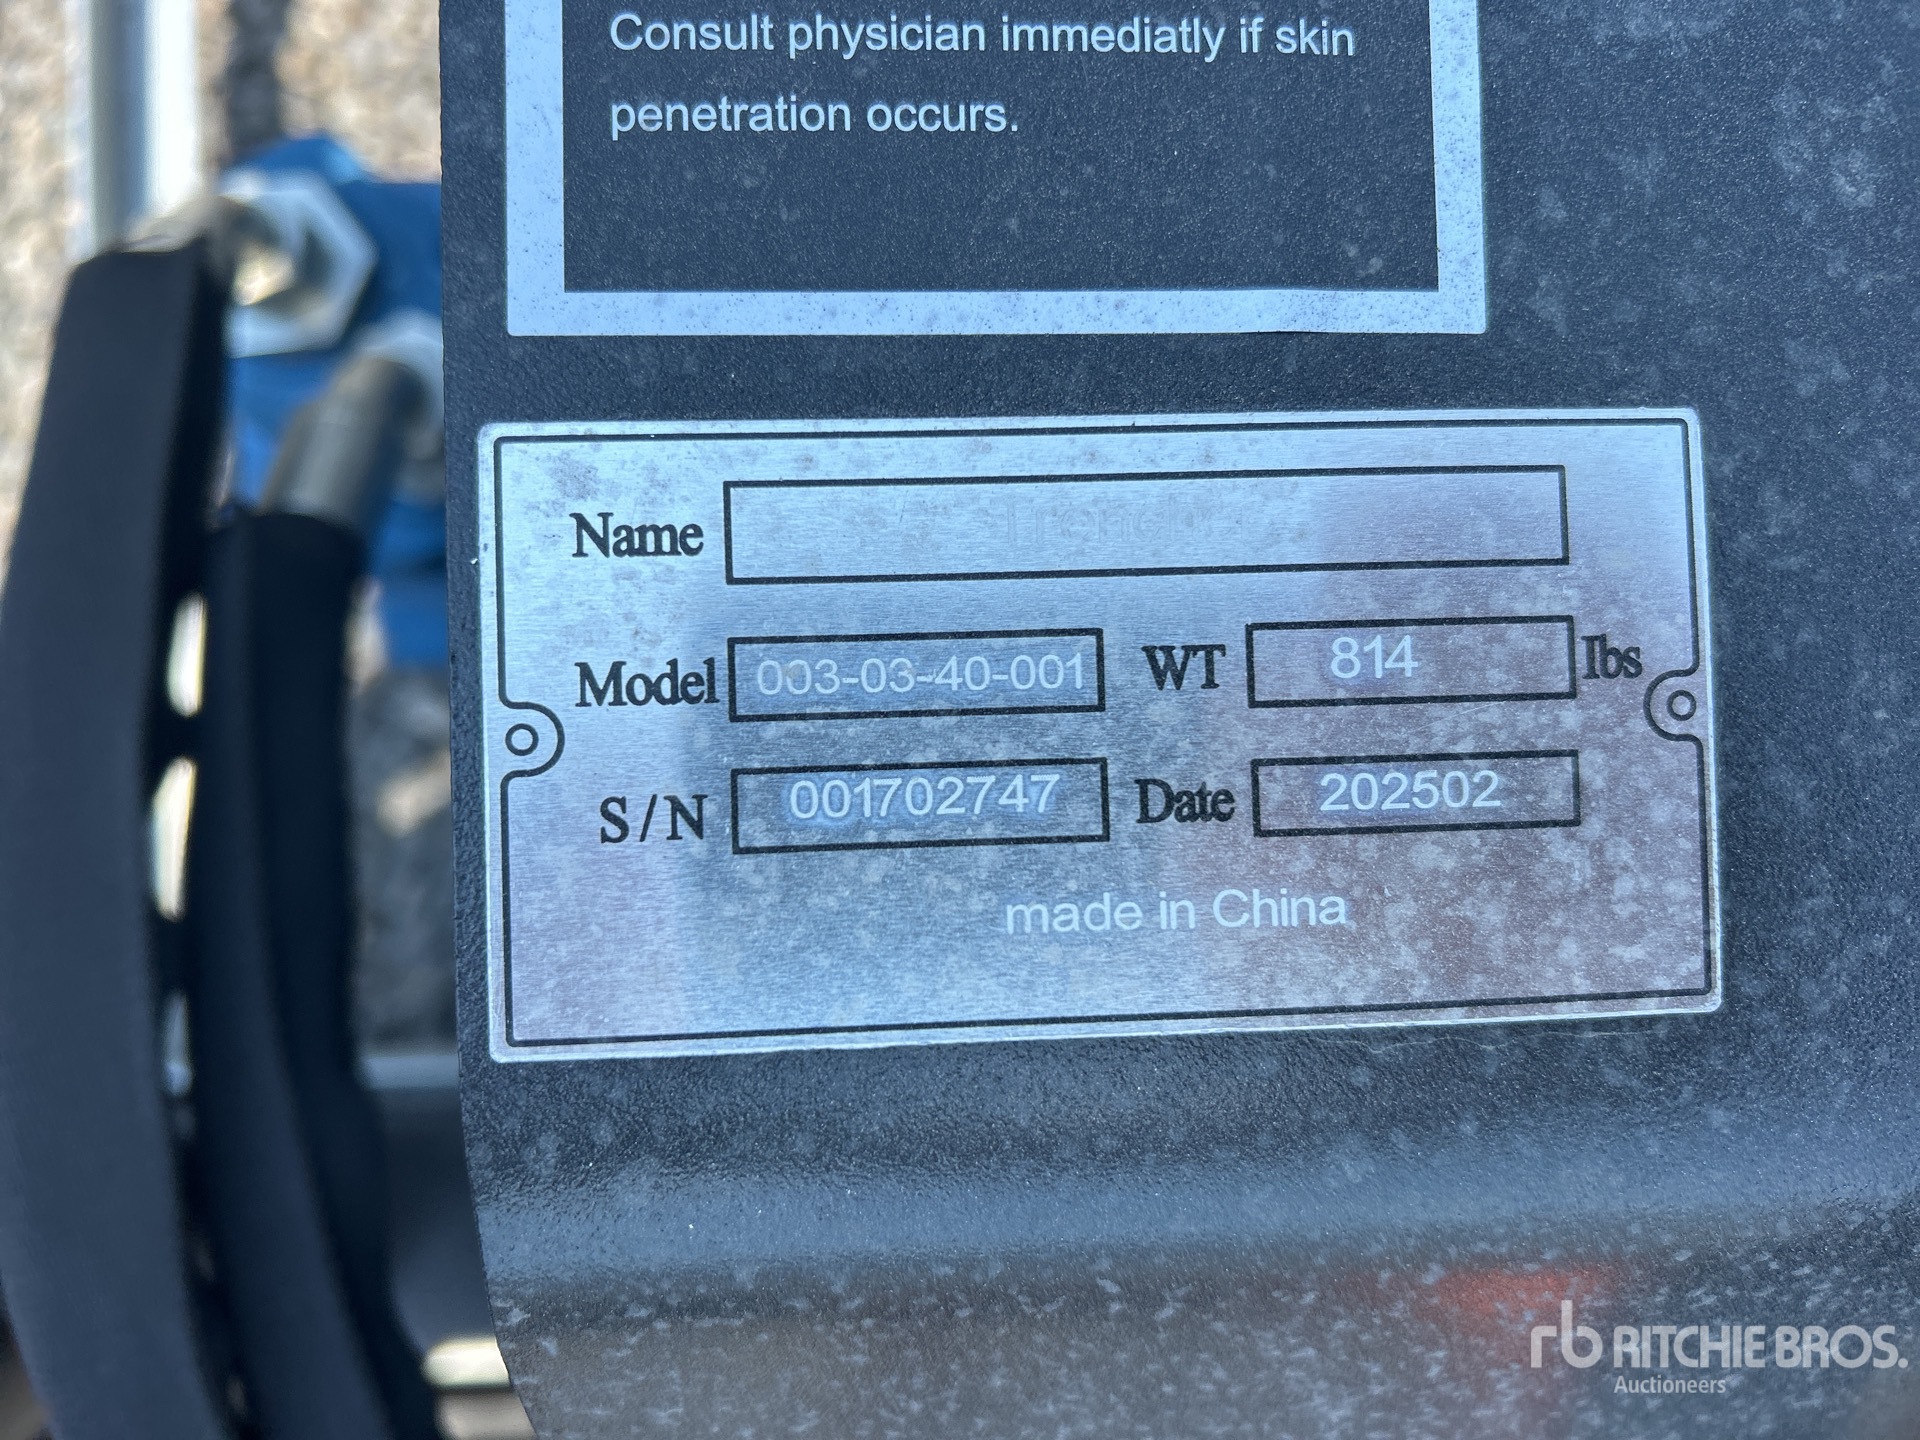 Consult physician immediatly if skin
penetration occurs.
Name
Model 003-03-40-001 WT 814 lbs
S/N 001702747 Date 202502
made in China
rb RITCHIE BROS.
Auctioneers